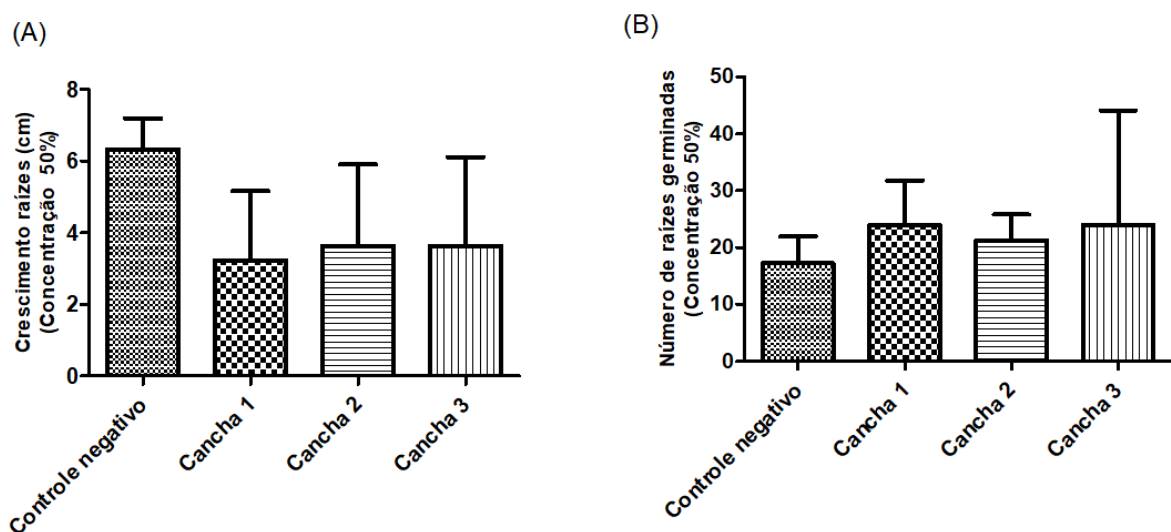 (A)
Crescimento raízes (cm)
(Concentração 50%)
8
6
4
2
0
Controle negativo
Cancha 1
Cancha 2
Cancha 3
(B)
Número de raízes germinadas
(Concentração 50%)
50
40
30
20
10
0
Controle negativo
Cancha 1
Cancha 2
Cancha 3